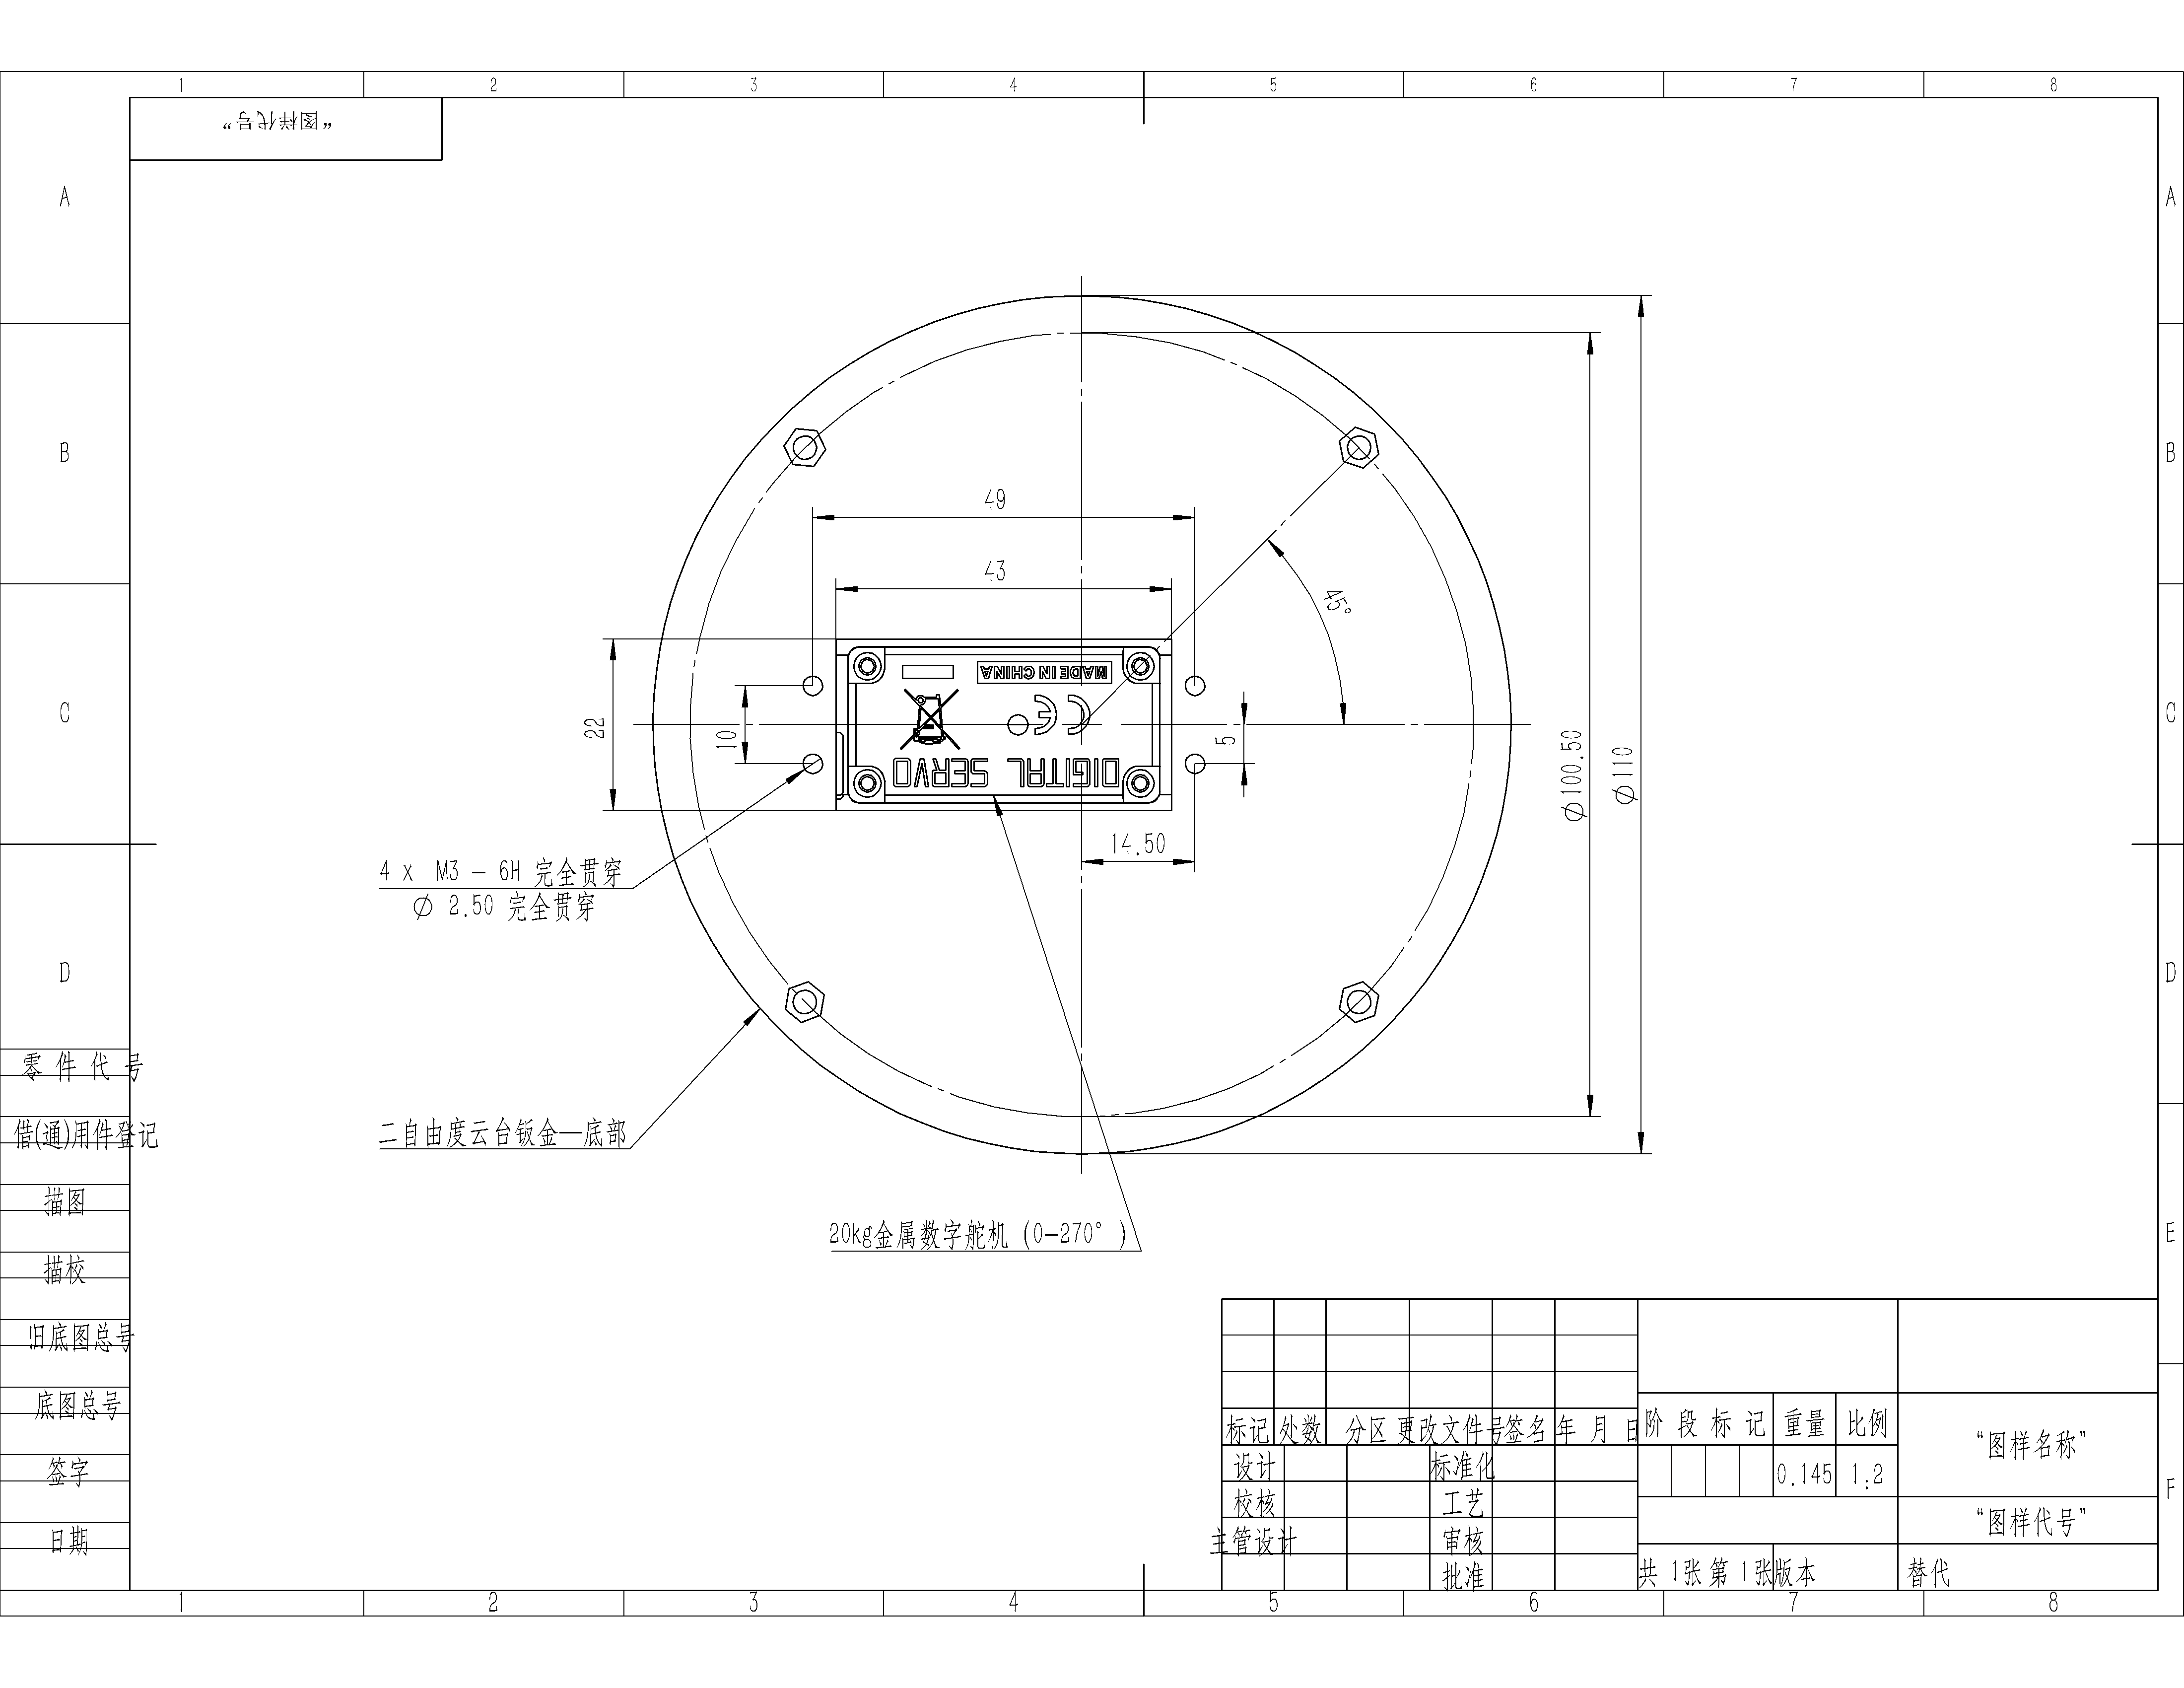 1 2 3 4 5 6 7 8
“图样代号”
A A
B B
49
43
45°
MADE IN CHINA
C C
22
10
CE
5
DIGITAL SERVO
⌀100.50
⌀110
14.50
4 x M3 - 6H 完全贯穿
⌀ 2.50 完全贯穿
D D
零 件 代 号
借(通)用件登记
二自由度云台钣金—底部
描图
20kg金属数字舵机 (0-270° )
E
描校
旧底图总号
底图总号
标记 处数 分区 更改文件号 签名 年 月 日 阶 段 标 记 重量 比例
“图样名称”
签字
设计 标准化 0.145 1:2
F
校核 工艺
“图样代号”
日期
主管设计 审核
批准 共 1张 第 1张 版本 替代
1 2 3 4 5 6 7 8